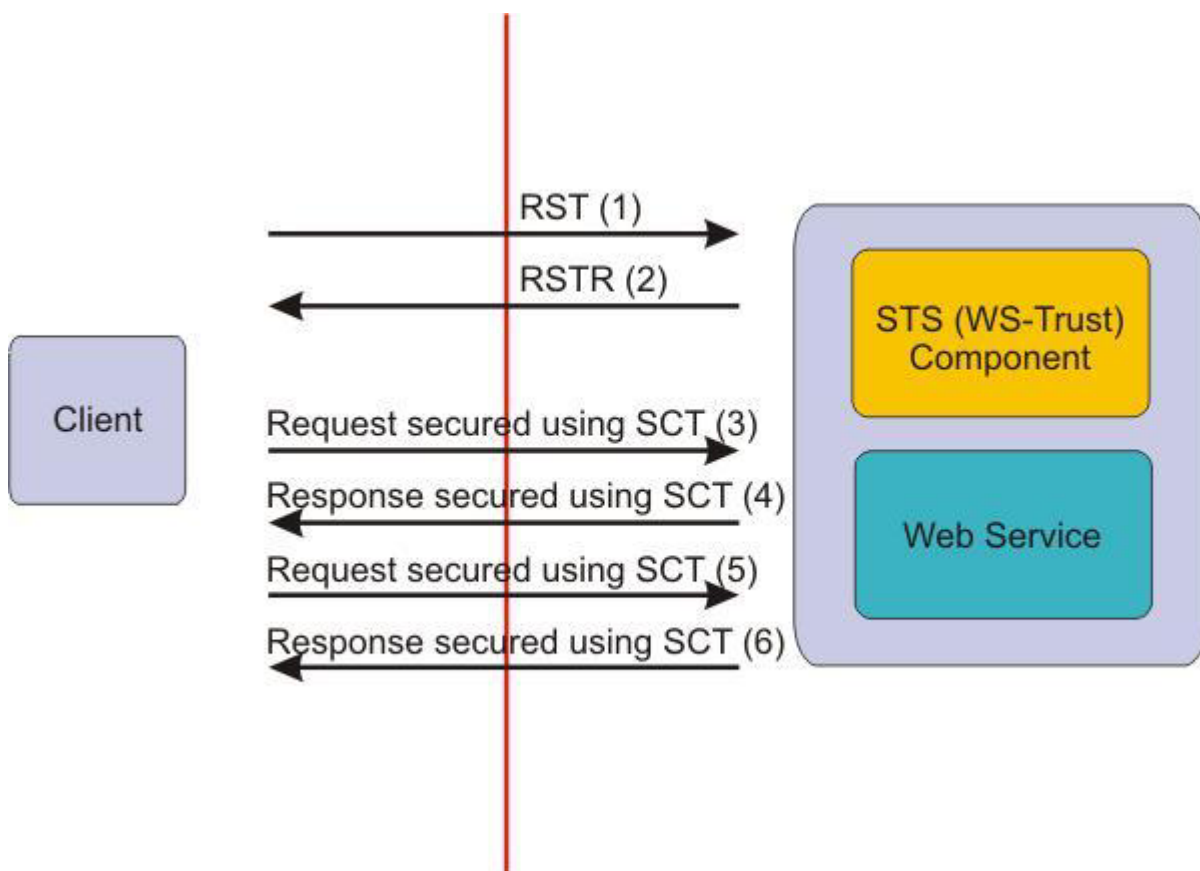 RST (1)
RSTR (2)
STS (WS-Trust)
Component
Client
Request secured using SCT (3)
Response secured using SCT (4)
Web Service
Request secured using SCT (5)
Response secured using SCT (6)